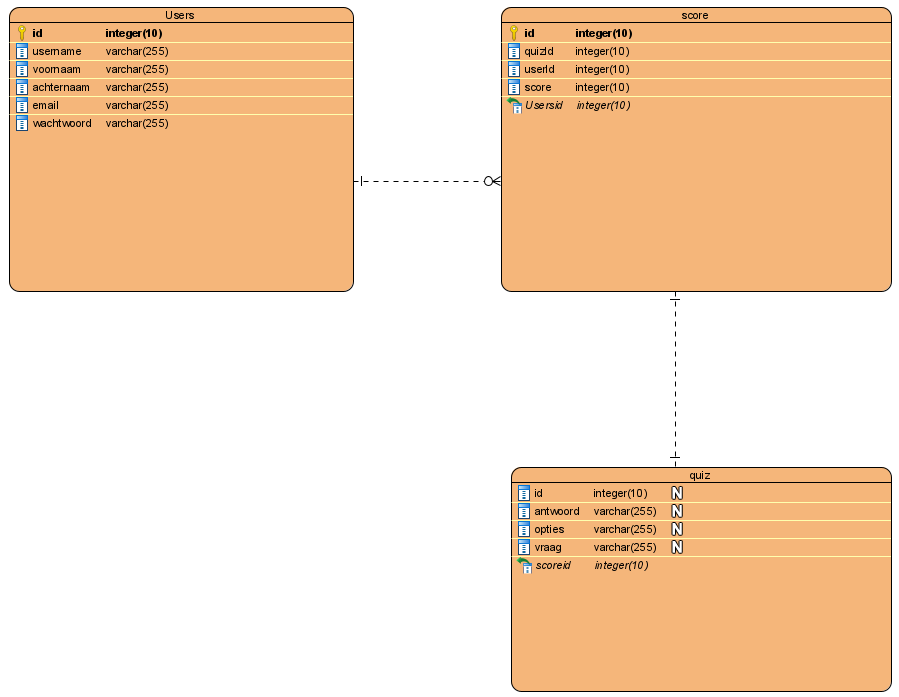 Users
id integer(10)
username varchar(255)
voornaam varchar(255)
achternaam varchar(255)
email varchar(255)
wachtwoord varchar(255)
score
id integer(10)
quizId integer(10)
userId integer(10)
score integer(10)
Usersid integer(10)
quiz
id integer(10) N
antwoord varchar(255) N
opties varchar(255) N
vraag varchar(255) N
scoreid integer(10)